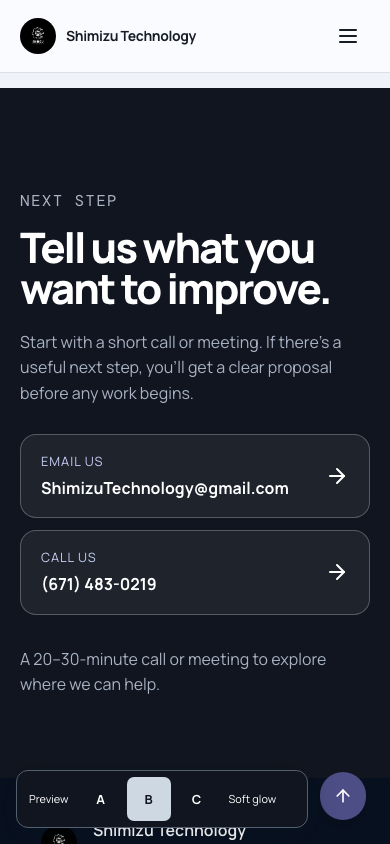 Shimizu Technology
NEXT STEP
Tell us what you
want to improve.
Start with a short call or meeting. If there's a
useful next step, you'll get a clear proposal
before any work begins.
EMAIL US
ShimizuTechnology@gmail.com
CALL US
(671) 483-0219
A 20–30-minute call or meeting to explore
where we can help.
Preview A B C Soft glow
Shimizu Technology